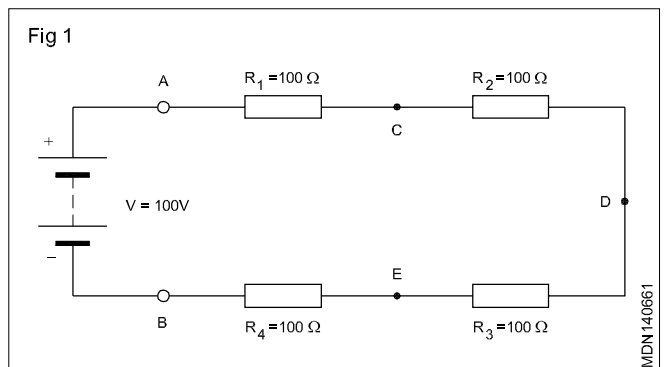 Fig 1
A
R1 =100 Ω
R2 =100 Ω
C
+
V = 100V
D
−
E
B
R4 =100 Ω
R3 =100 Ω
MDN140661